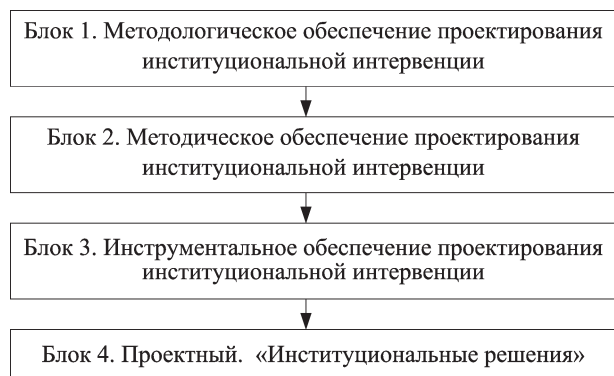 Блок 1. Методологическое обеспечение проектирования
институциональной интервенции
Блок 2. Методическое обеспечение проектирования
институциональной интервенции
Блок 3. Инструментальное обеспечение проектирования
институциональной интервенции
Блок 4. Проектный. «Институциональные решения»